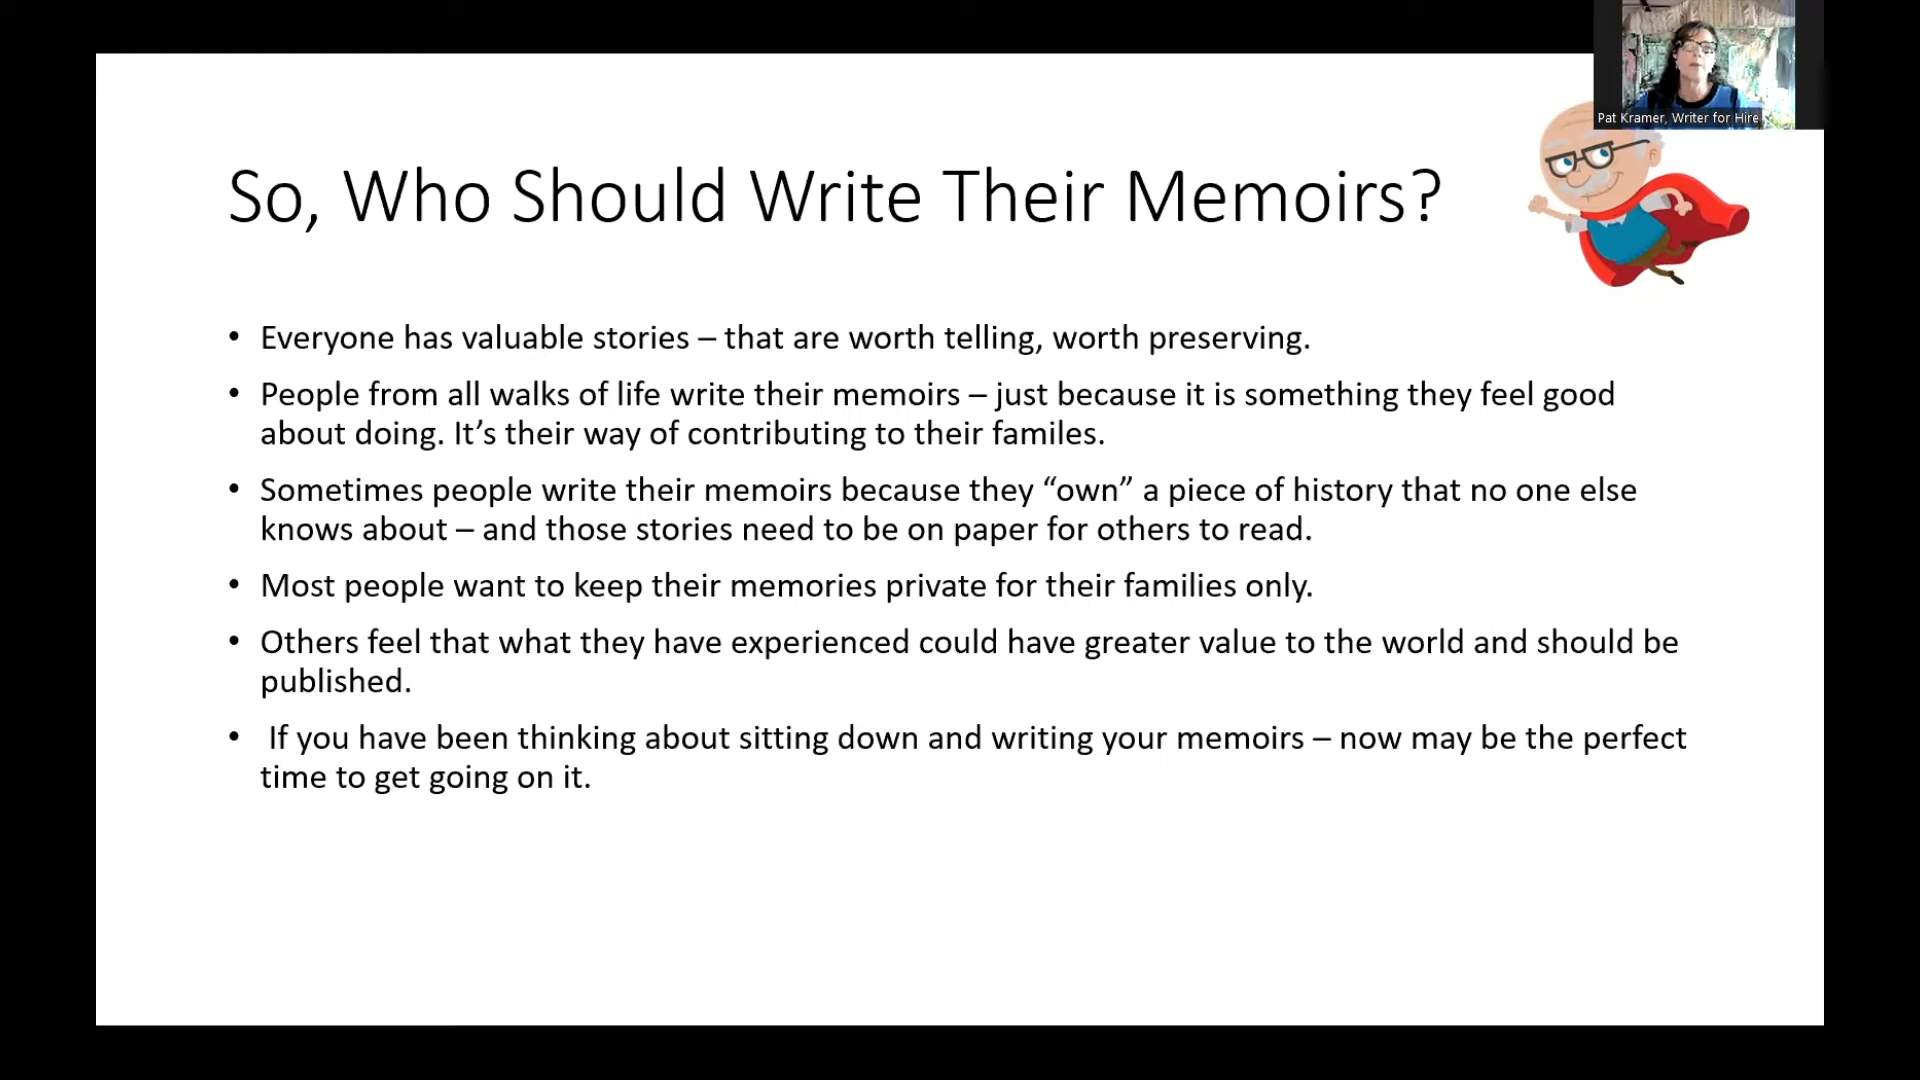 Pat Kramer, Writer for Hire
So, Who Should Write Their Memoirs?
• Everyone has valuable stories – that are worth telling, worth preserving.
• People from all walks of life write their memoirs – just because it is something they feel good
about doing. It’s their way of contributing to their familes.
• Sometimes people write their memoirs because they “own” a piece of history that no one else
knows about – and those stories need to be on paper for others to read.
• Most people want to keep their memories private for their families only.
• Others feel that what they have experienced could have greater value to the world and should be
published.
• If you have been thinking about sitting down and writing your memoirs – now may be the perfect
time to get going on it.